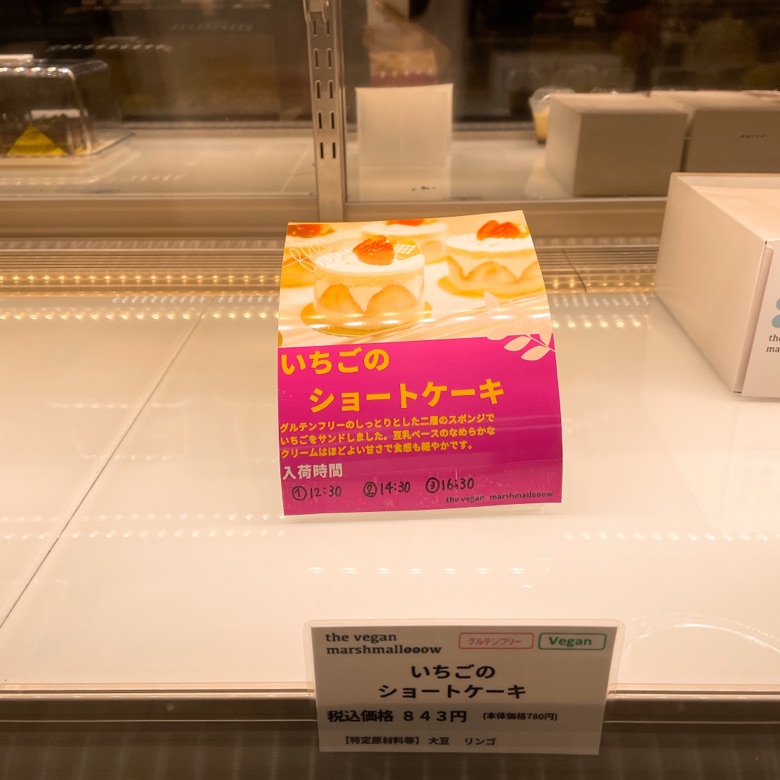 いちごの
ショートケーキ
グルテンフリーのしっとりとした二層のスポンジで
いちごをサンドしました。豆乳ベースのなめらかな
クリームはほどよい甘さで食感も軽やかです。
入荷時間
①12:30 ②14:30 ③16:30
the vegan marshmallooow
the vegan
marshmallooow
グルテンフリー Vegan
いちごの
ショートケーキ
税込価格 843円 (本体価格780円)
【特定原材料等】 大豆 リンゴ